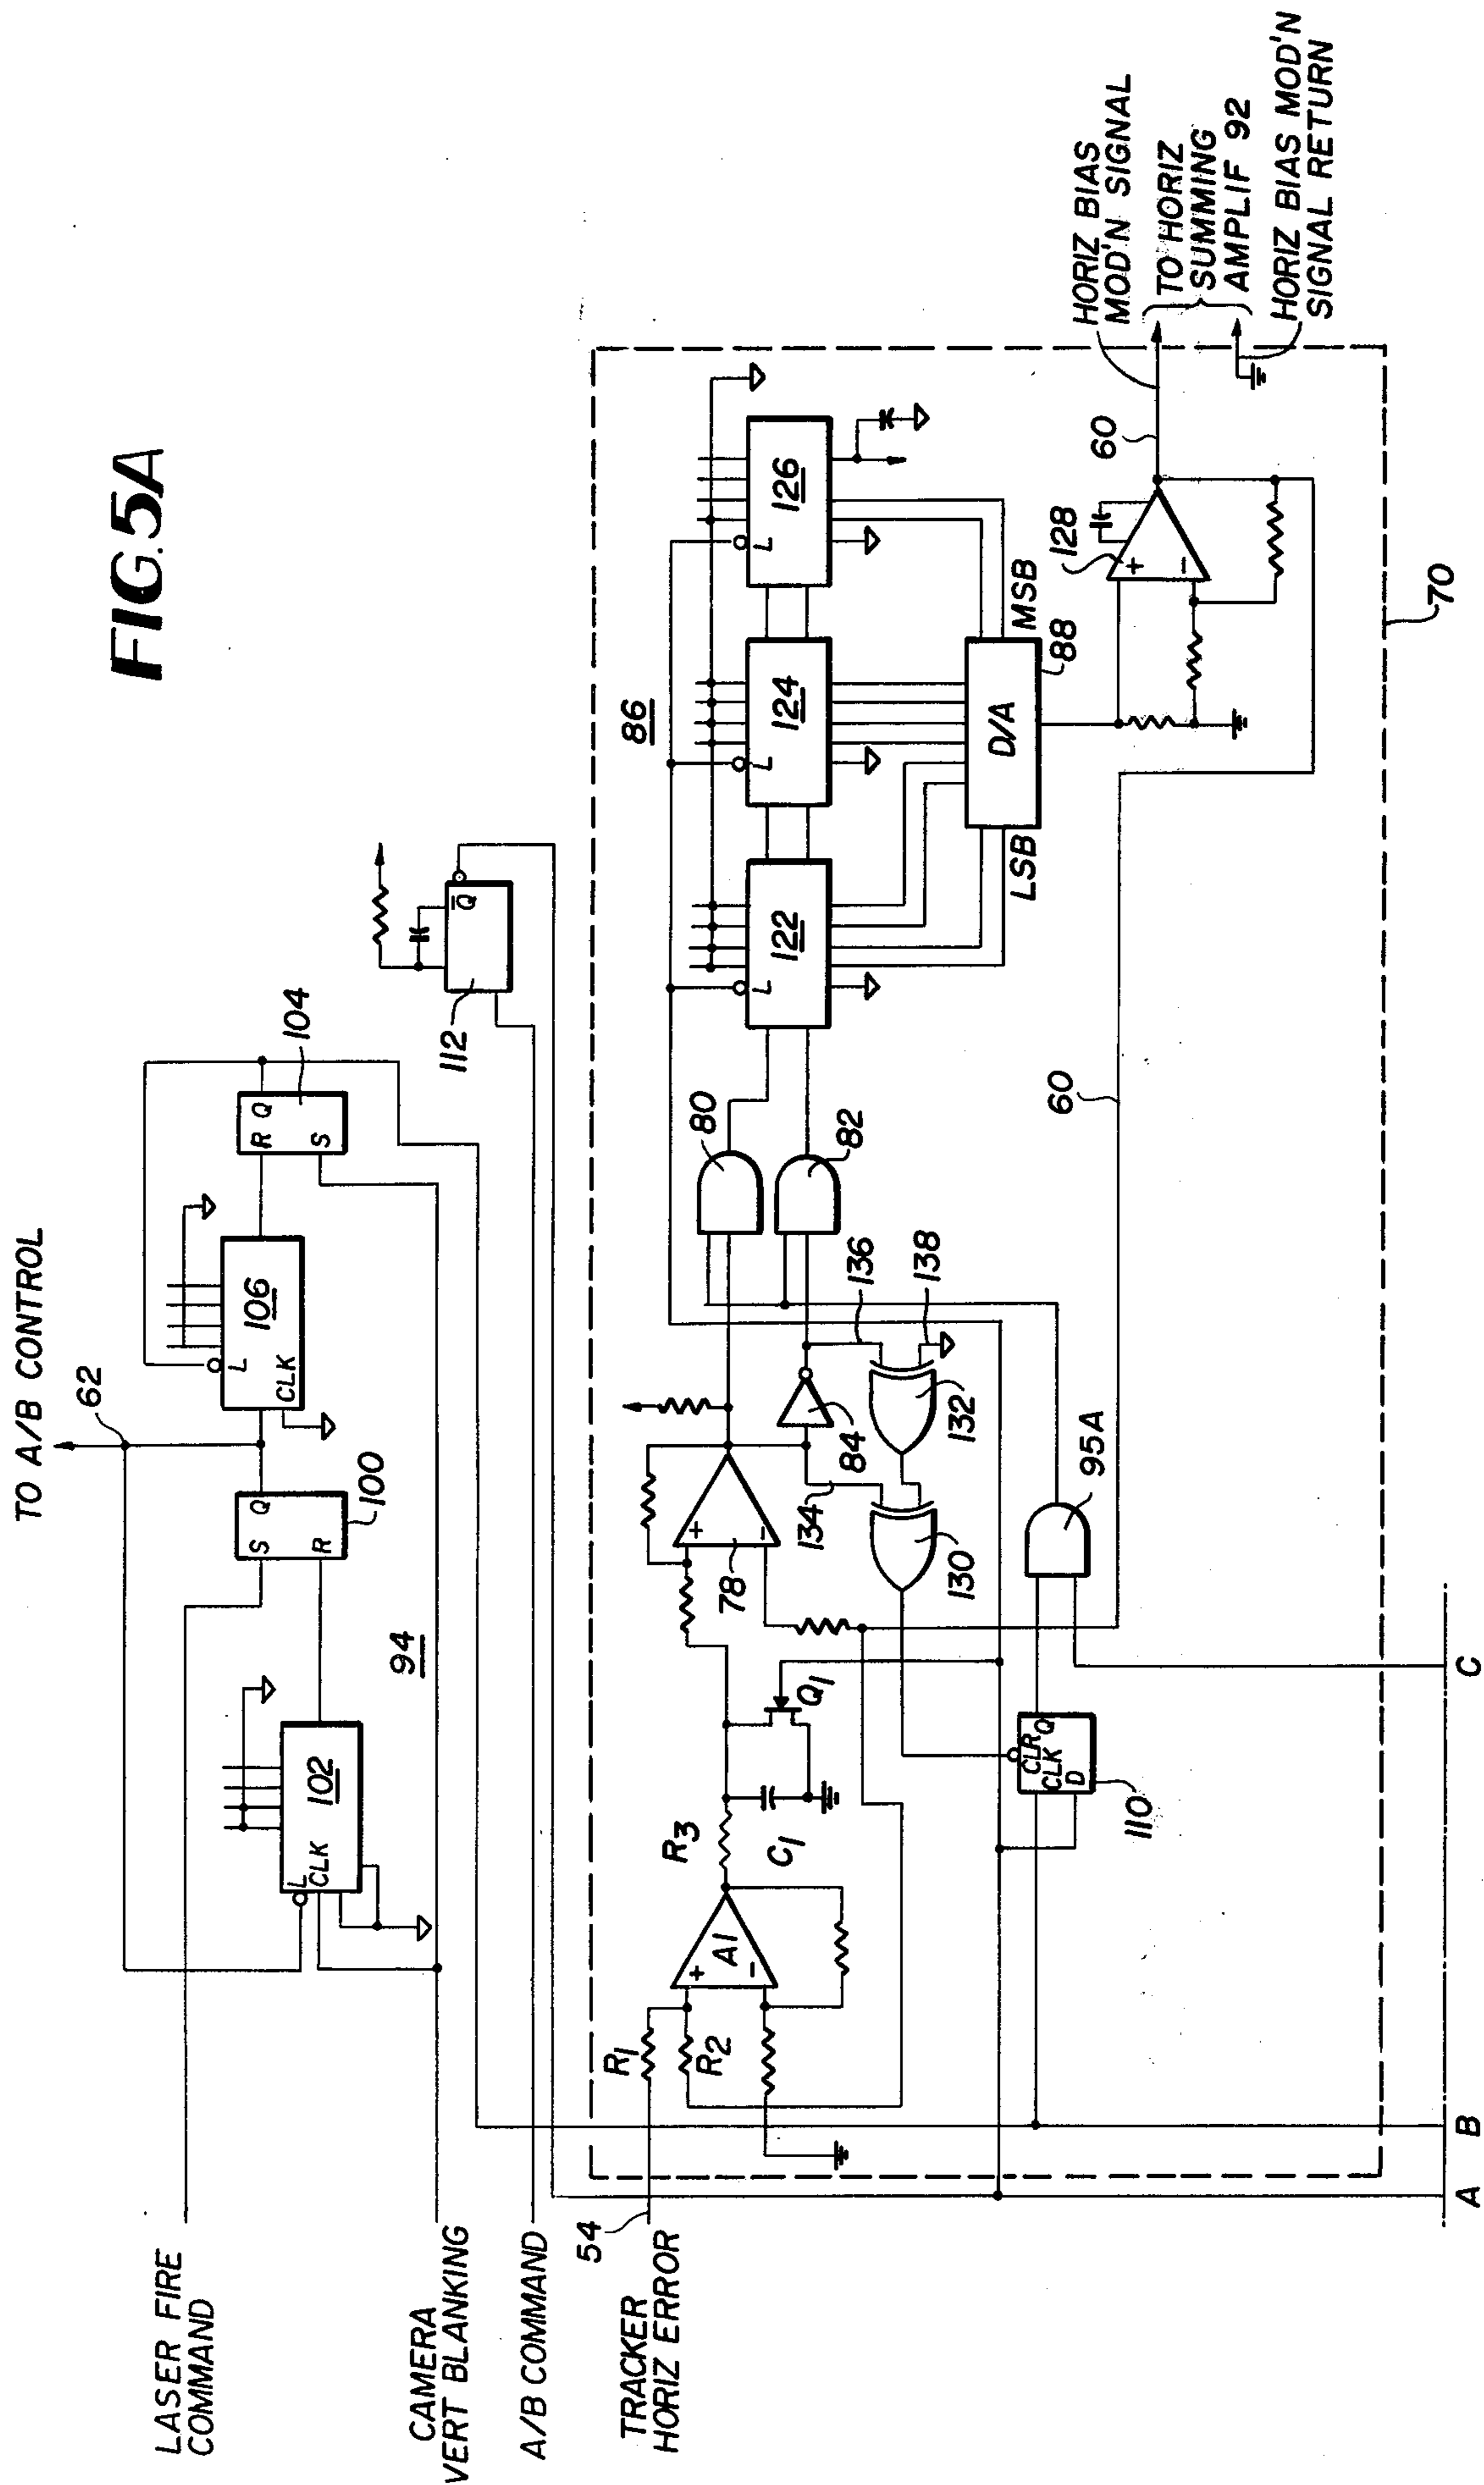 FIG. 5A
TO A/B CONTROL
62
LASER FIRE
COMMAND
CAMERA
VERT BLANKING
A/B COMMAND
94
102
L
CLK
S
Q
R
100
106
L
CLK
R
Q
S
104
112
Q̅
TRACKER
HORIZ ERROR
54
R1
R2
A1
+
−
R3
C1
Q1
78
+
−
134
84
136
138
132
130
80
82
86
122
L
124
L
126
L
LSB
D/A
MSB
88
128
+
−
60
60
HORIZ BIAS
MOD'N SIGNAL
TO HORIZ
SUMMING
AMPLIF 92
HORIZ BIAS MOD'N
SIGNAL RETURN
70
95A
110
CLR
CLK
Q
D
A
B
C